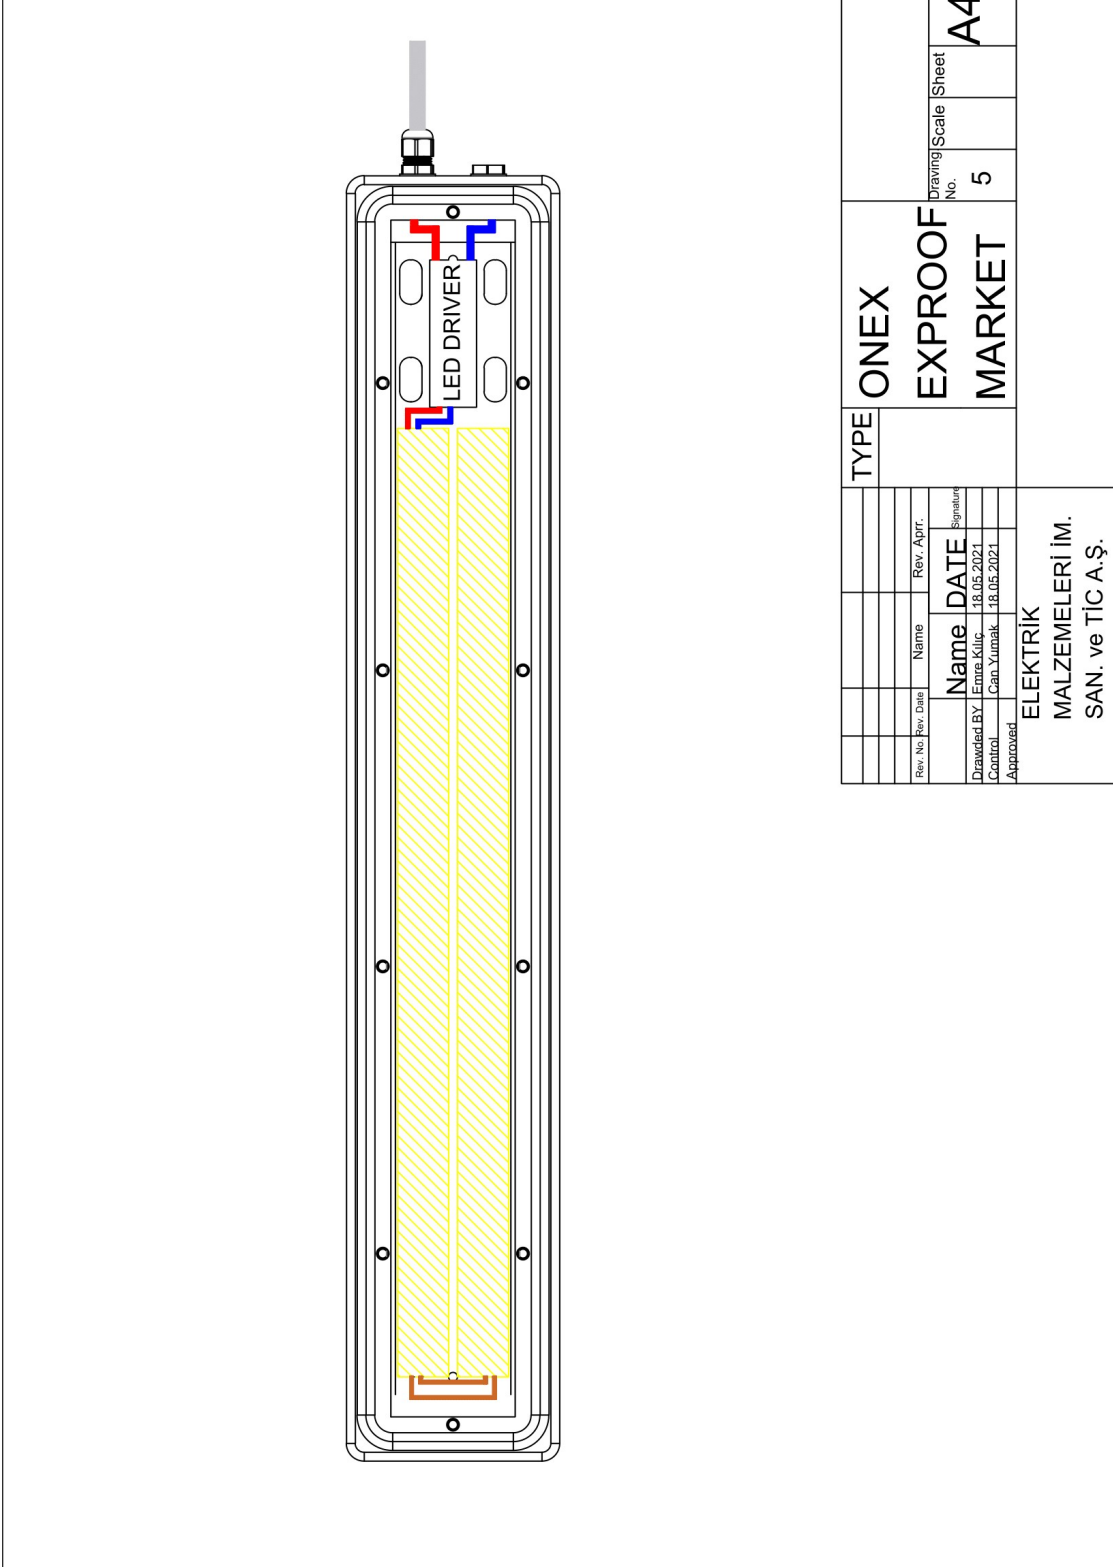 LED DRIVER
TYPE
ONEX
EXPROOF
MARKET
Draving No.
5
Scale
Sheet
A4
Rev. No.
Rev. Date
Name
Rev. Aprr.
Name
DATE
Signature
Drawded BY
Emre Kılıç
18.05.2021
Control
Can Yumak
18.05.2021
Approved
ELEKTRİK
MALZEMELERİ İM.
SAN. ve TİC A.Ş.